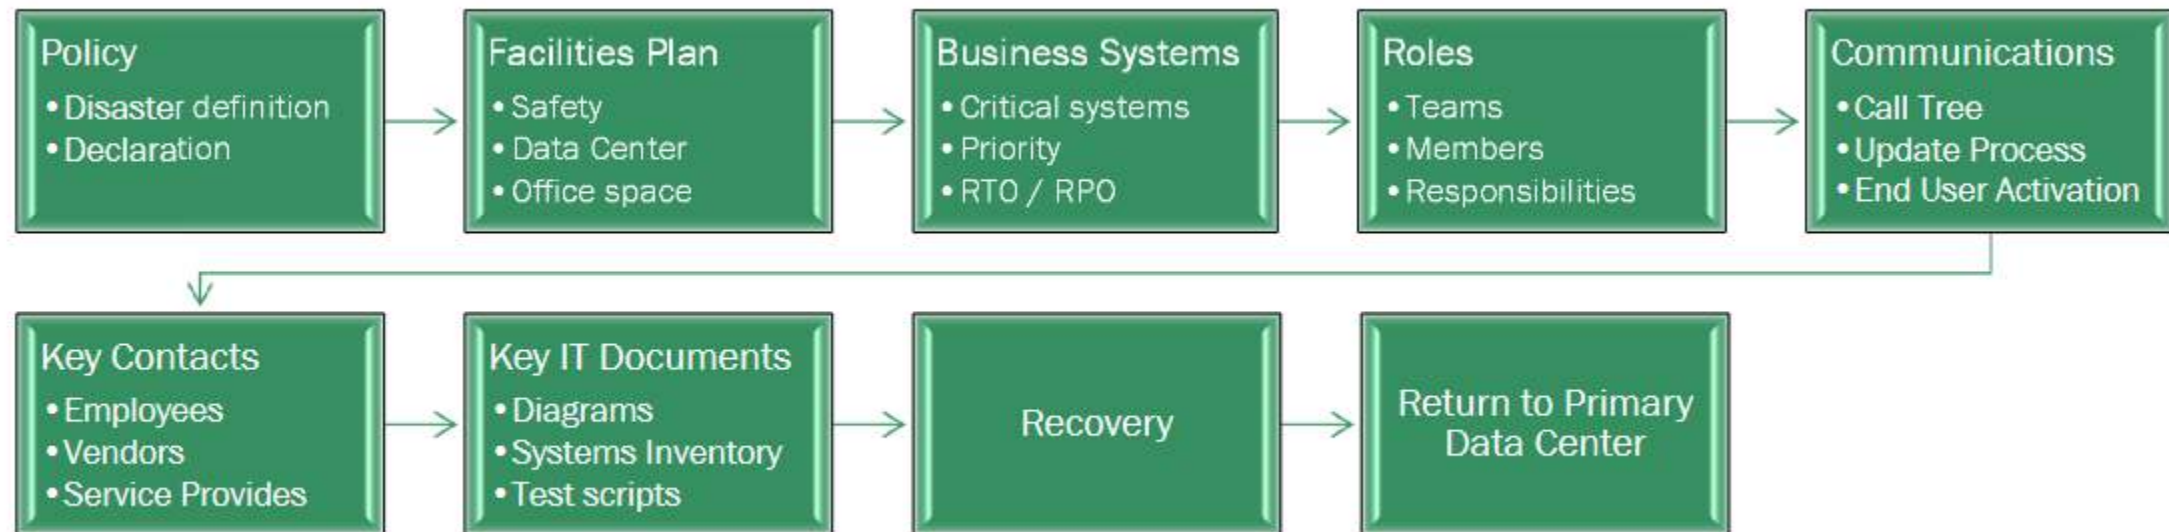 Policy
• Disaster definition
• Declaration
Facilities Plan
• Safety
• Data Center
• Office space
Business Systems
• Critical systems
• Priority
• RTO / RPO
Roles
• Teams
• Members
• Responsibilities
Communications
• Call Tree
• Update Process
• End User Activation
Key Contacts
• Employees
• Vendors
• Service Provides
Key IT Documents
• Diagrams
• Systems Inventory
• Test scripts
Recovery
Return to Primary
Data Center